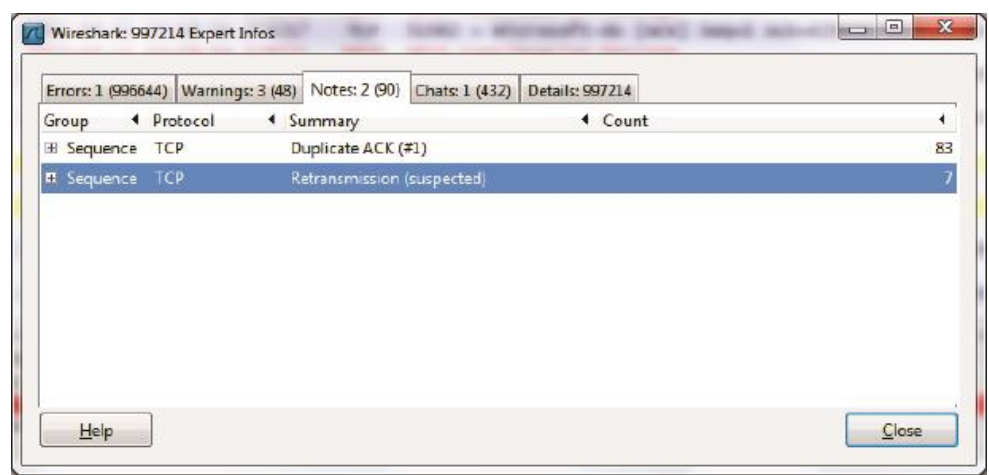 Wireshark: 997214 Expert Infos
Errors: 1 (996644) Warnings: 3 (48) Notes: 2 (90) Chats: 1 (432) Details: 997214
Group Protocol Summary Count
Sequence TCP Duplicate ACK (#1) 83
Sequence TCP Retransmission (suspected) 7
Help Close